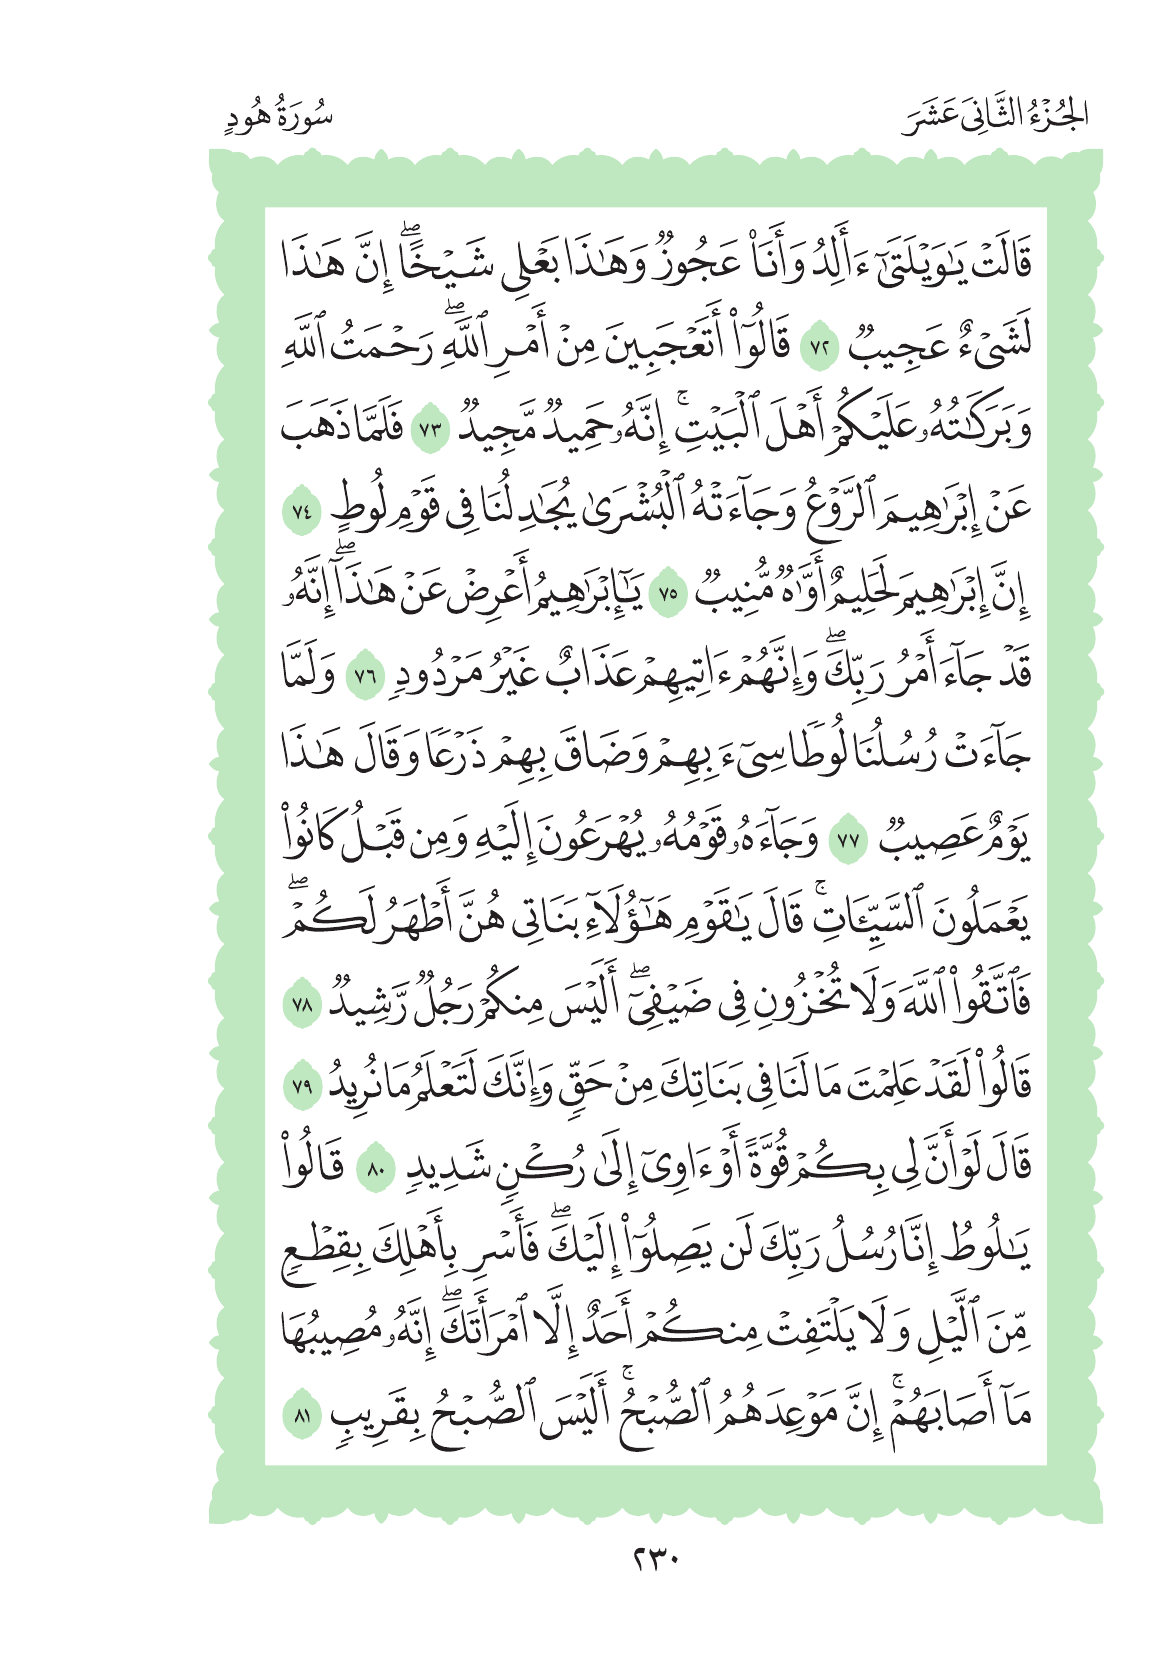 الجُزْءُ الثَّانِيَ عَشَرَ
سُورَةُ هُودٍ
قَالَتْ يَٰوَيْلَتَىٰٓ ءَأَلِدُ وَأَنَا۠ عَجُوزٌ وَهَٰذَا بَعْلِى شَيْخًا ۖ إِنَّ هَٰذَا
لَشَىْءٌ عَجِيبٌ ٧٢ قَالُوٓا۟ أَتَعْجَبِينَ مِنْ أَمْرِ ٱللَّهِ ۖ رَحْمَتُ ٱللَّهِ
وَبَرَكَٰتُهُۥ عَلَيْكُمْ أَهْلَ ٱلْبَيْتِ ۚ إِنَّهُۥ حَمِيدٌ مَّجِيدٌ ٧٣ فَلَمَّا ذَهَبَ
عَنْ إِبْرَٰهِيمَ ٱلرَّوْعُ وَجَآءَتْهُ ٱلْبُشْرَىٰ يُجَٰدِلُنَا فِى قَوْمِ لُوطٍ ٧٤
إِنَّ إِبْرَٰهِيمَ لَحَلِيمٌ أَوَّٰهٌ مُّنِيبٌ ٧٥ يَٰٓإِبْرَٰهِيمُ أَعْرِضْ عَنْ هَٰذَآ ۖ إِنَّهُۥ
قَدْ جَآءَ أَمْرُ رَبِّكَ ۖ وَإِنَّهُمْ ءَاتِيهِمْ عَذَابٌ غَيْرُ مَرْدُودٍ ٧٦ وَلَمَّا
جَآءَتْ رُسُلُنَا لُوطًا سِىٓءَ بِهِمْ وَضَاقَ بِهِمْ ذَرْعًا وَقَالَ هَٰذَا
يَوْمٌ عَصِيبٌ ٧٧ وَجَآءَهُۥ قَوْمُهُۥ يُهْرَعُونَ إِلَيْهِ وَمِن قَبْلُ كَانُوا۟
يَعْمَلُونَ ٱلسَّيِّـَٔاتِ ۚ قَالَ يَٰقَوْمِ هَٰٓؤُلَآءِ بَنَاتِى هُنَّ أَطْهَرُ لَكُمْ ۖ
فَٱتَّقُوا۟ ٱللَّهَ وَلَا تُخْزُونِ فِى ضَيْفِىٓ ۖ أَلَيْسَ مِنكُمْ رَجُلٌ رَّشِيدٌ ٧٨
قَالُوا۟ لَقَدْ عَلِمْتَ مَا لَنَا فِى بَنَاتِكَ مِنْ حَقٍّ وَإِنَّكَ لَتَعْلَمُ مَا نُرِيدُ ٧٩
قَالَ لَوْ أَنَّ لِى بِكُمْ قُوَّةً أَوْ ءَاوِىٓ إِلَىٰ رُكْنٍ شَدِيدٍ ٨٠ قَالُوا۟
يَٰلُوطُ إِنَّا رُسُلُ رَبِّكَ لَن يَصِلُوٓا۟ إِلَيْكَ ۖ فَأَسْرِ بِأَهْلِكَ بِقِطْعٍ
مِّنَ ٱلَّيْلِ وَلَا يَلْتَفِتْ مِنكُمْ أَحَدٌ إِلَّا ٱمْرَأَتَكَ ۖ إِنَّهُۥ مُصِيبُهَا
مَآ أَصَابَهُمْ ۚ إِنَّ مَوْعِدَهُمُ ٱلصُّبْحُ ۚ أَلَيْسَ ٱلصُّبْحُ بِقَرِيبٍ ٨١
٢٣٠